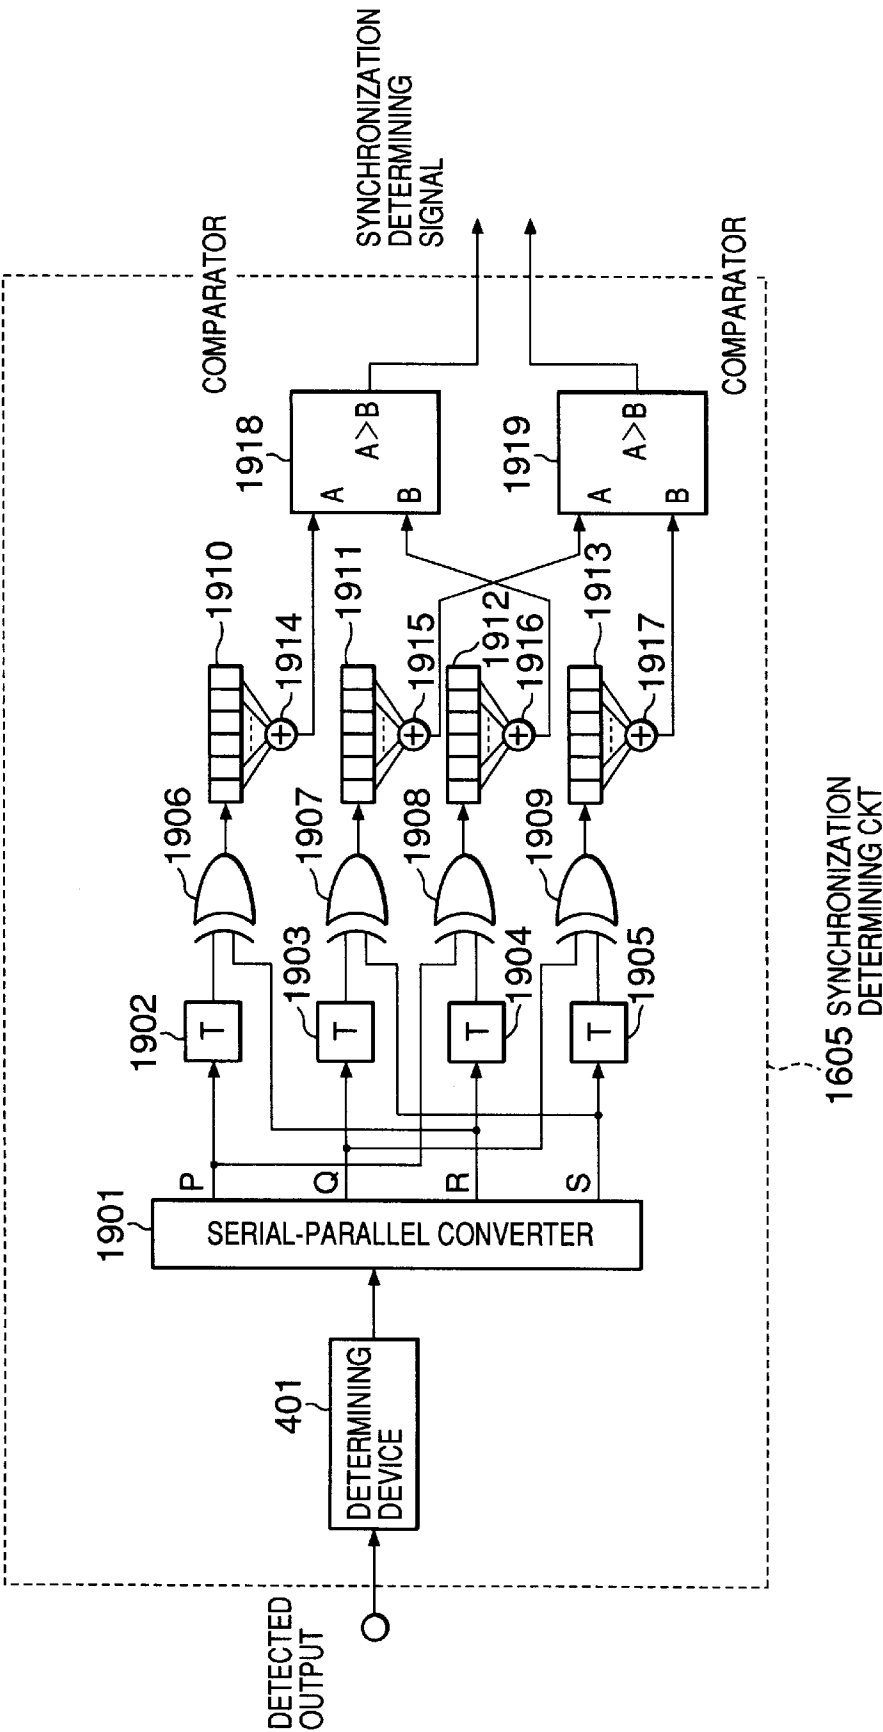 DETECTED
OUTPUT
401
DETERMINING
DEVICE
1901
SERIAL-PARALLEL CONVERTER
P
Q
R
S
1902
T
1903
T
1904
T
1905
T
1906
1907
1908
1909
1910
1911
1912
1913
1914
1915
1916
1917
1918
A
B
A>B
COMPARATOR
1919
A
B
A>B
COMPARATOR
SYNCHRONIZATION
DETERMINING
SIGNAL
1605 SYNCHRONIZATION
DETERMINING CKT